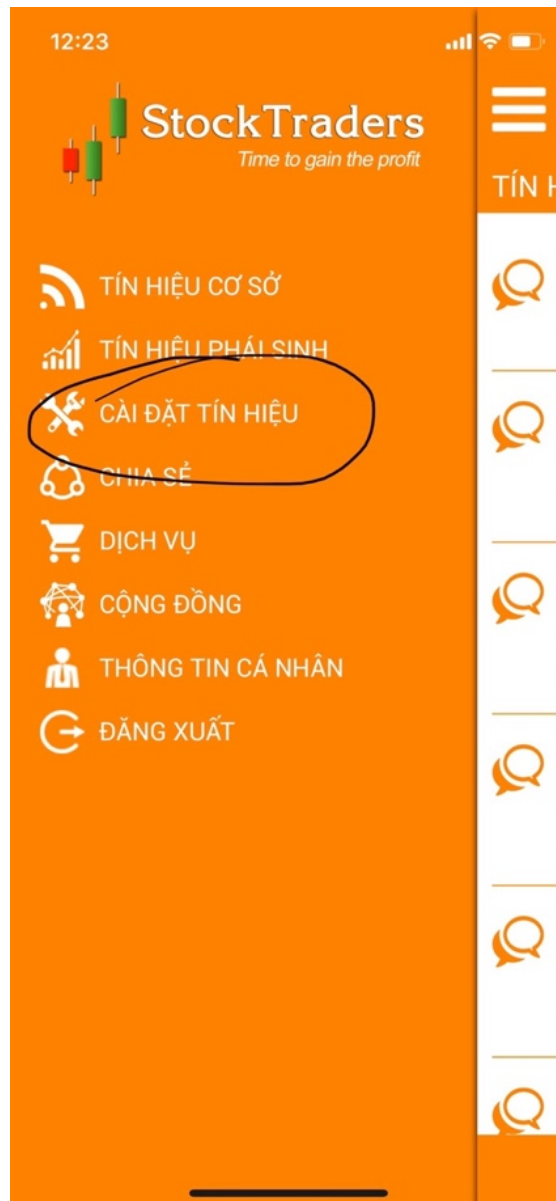 12:23
StockTraders
Time to gain the profit
TÍN H
TÍN HIỆU CƠ SỞ
TÍN HIỆU PHÁI SINH
CÀI ĐẶT TÍN HIỆU
CHIA SẺ
DỊCH VỤ
CỘNG ĐỒNG
THÔNG TIN CÁ NHÂN
ĐĂNG XUẤT